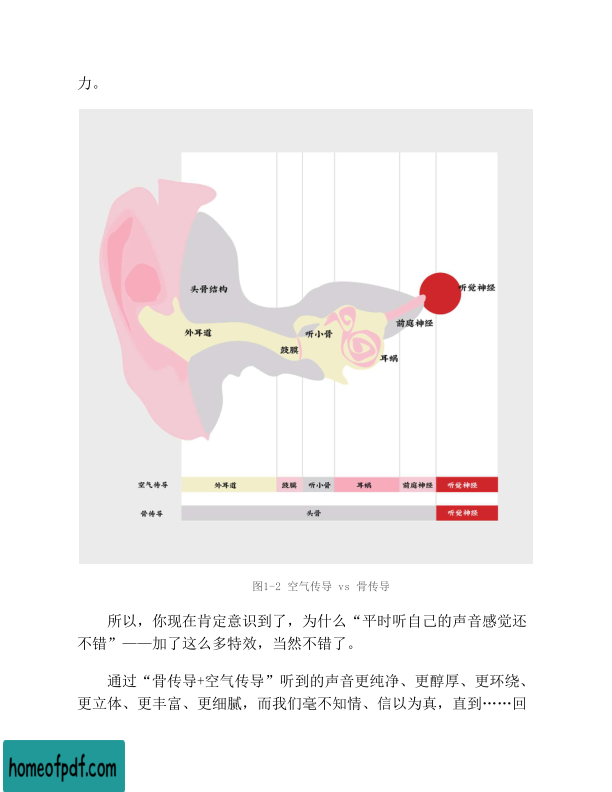 力。
头骨结构
听觉神经
外耳道
听小骨
前庭神经
鼓膜
耳蜗
空气传导 外耳道 鼓膜 听小骨 耳蜗 前庭神经 听觉神经
骨传导 头骨 听觉神经
图1-2 空气传导 vs 骨传导
所以，你现在肯定意识到了，为什么“平时听自己的声音感觉还
不错”——加了这么多特效，当然不错了。
通过“骨传导+空气传导”听到的声音更纯净、更醇厚、更环绕、
更立体、更丰富、更细腻，而我们毫不知情、信以为真，直到……回
homeofpdf.com